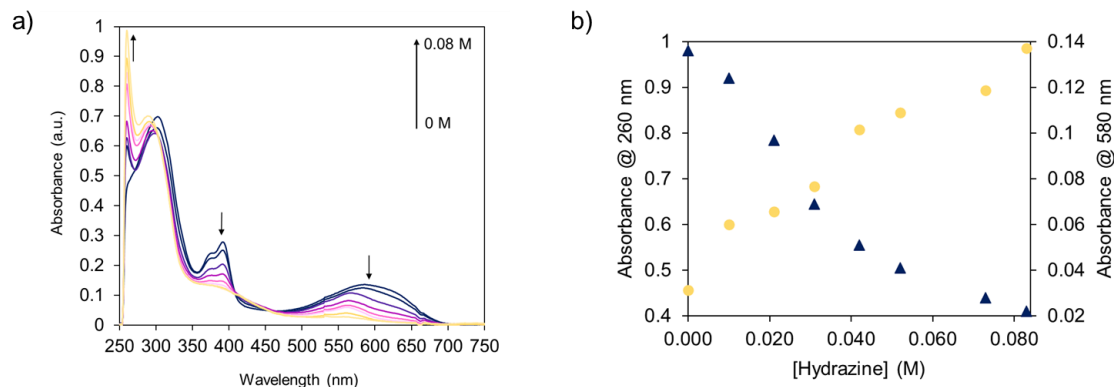 a)
Absorbance (a.u.)
1
0.9
0.8
0.7
0.6
0.5
0.4
0.3
0.2
0.1
0
0.08 M
0 M
250 300 350 400 450 500 550 600 650 700 750
Wavelength (nm)
b)
Absorbance @ 260 nm
1
0.9
0.8
0.7
0.6
0.5
0.4
0.14
0.12
0.1
0.08
0.06
0.04
0.02
Absorbance @ 580 nm
0.000 0.020 0.040 0.060 0.080
[Hydrazine] (M)